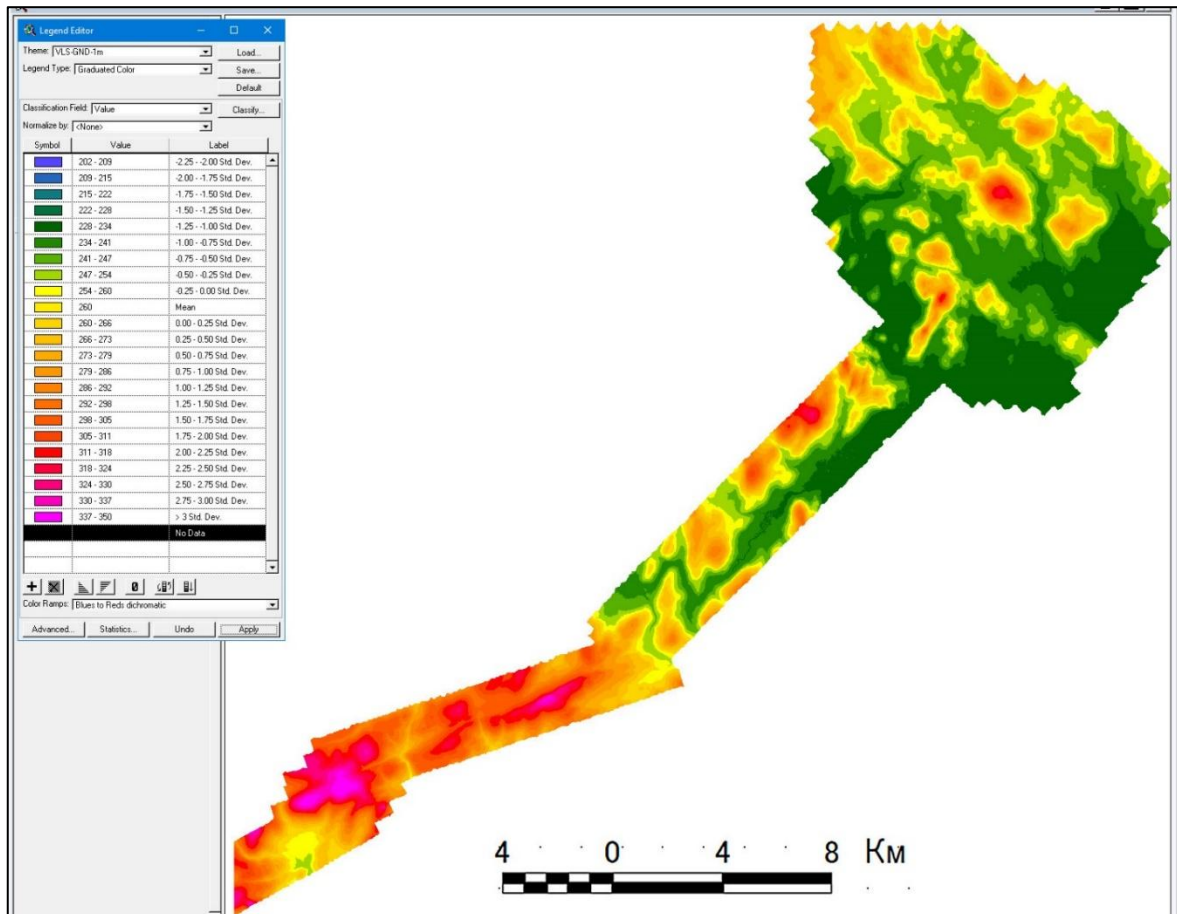 Legend Editor
Theme: VLS-GND-1m
Load...
Legend Type: Graduated Color
Save...
Default
Classification Field: Value
Classify...
Normalize by: <None>
Symbol Value Label
202 - 209 -2.25 - -2.00 Std. Dev.
209 - 215 -2.00 - -1.75 Std. Dev.
215 - 222 -1.75 - -1.50 Std. Dev.
222 - 228 -1.50 - -1.25 Std. Dev.
228 - 234 -1.25 - -1.00 Std. Dev.
234 - 241 -1.00 - -0.75 Std. Dev.
241 - 247 -0.75 - -0.50 Std. Dev.
247 - 254 -0.50 - -0.25 Std. Dev.
254 - 260 -0.25 - 0.00 Std. Dev.
260 Mean
260 - 266 0.00 - 0.25 Std. Dev.
266 - 273 0.25 - 0.50 Std. Dev.
273 - 279 0.50 - 0.75 Std. Dev.
279 - 286 0.75 - 1.00 Std. Dev.
286 - 292 1.00 - 1.25 Std. Dev.
292 - 298 1.25 - 1.50 Std. Dev.
298 - 305 1.50 - 1.75 Std. Dev.
305 - 311 1.75 - 2.00 Std. Dev.
311 - 318 2.00 - 2.25 Std. Dev.
318 - 324 2.25 - 2.50 Std. Dev.
324 - 330 2.50 - 2.75 Std. Dev.
330 - 337 2.75 - 3.00 Std. Dev.
337 - 350 > 3 Std. Dev.
No Data
Color Ramps: Blues to Reds dichromatic
Advanced... Statistics... Undo Apply
4 0 4 8 Км